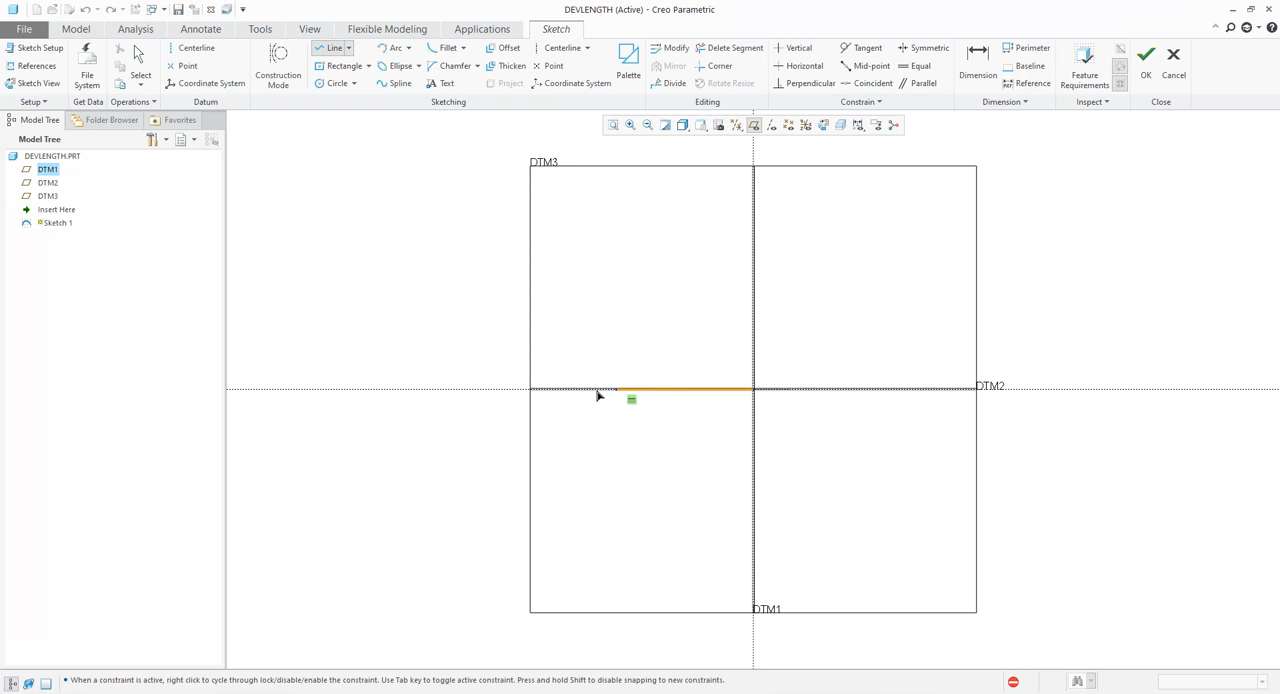 DEVLENGTH (Active) - Creo Parametric
File Model Analysis Annotate Tools View Flexible Modeling Applications Sketch
Sketch Setup
References
Sketch View
Setup
File System
Get Data
Select
Operations
Centerline
Point
Coordinate System
Datum
Construction Mode
Line Arc Fillet Offset Centerline
Rectangle Ellipse Chamfer Thicken Point
Circle Spline Text Project Coordinate System
Palette
Sketching
Modify Delete Segment
Mirror Corner
Divide Rotate Resize
Editing
Vertical Tangent Symmetric
Horizontal Mid-point Equal
Perpendicular Coincident Parallel
Constrain
Dimension
Perimeter
Baseline
Reference
Dimension
Feature Requirements
Inspect
OK Cancel
Close
Model Tree Folder Browser Favorites
Model Tree
DEVLENGTH.PRT
DTM1
DTM2
DTM3
Insert Here
Sketch 1
DTM3
DTM2
DTM1
• When a constraint is active, right click to cycle through lock/disable/enable the constraint. Use Tab key to toggle active constraint. Press and hold Shift to disable snapping to new constraints.